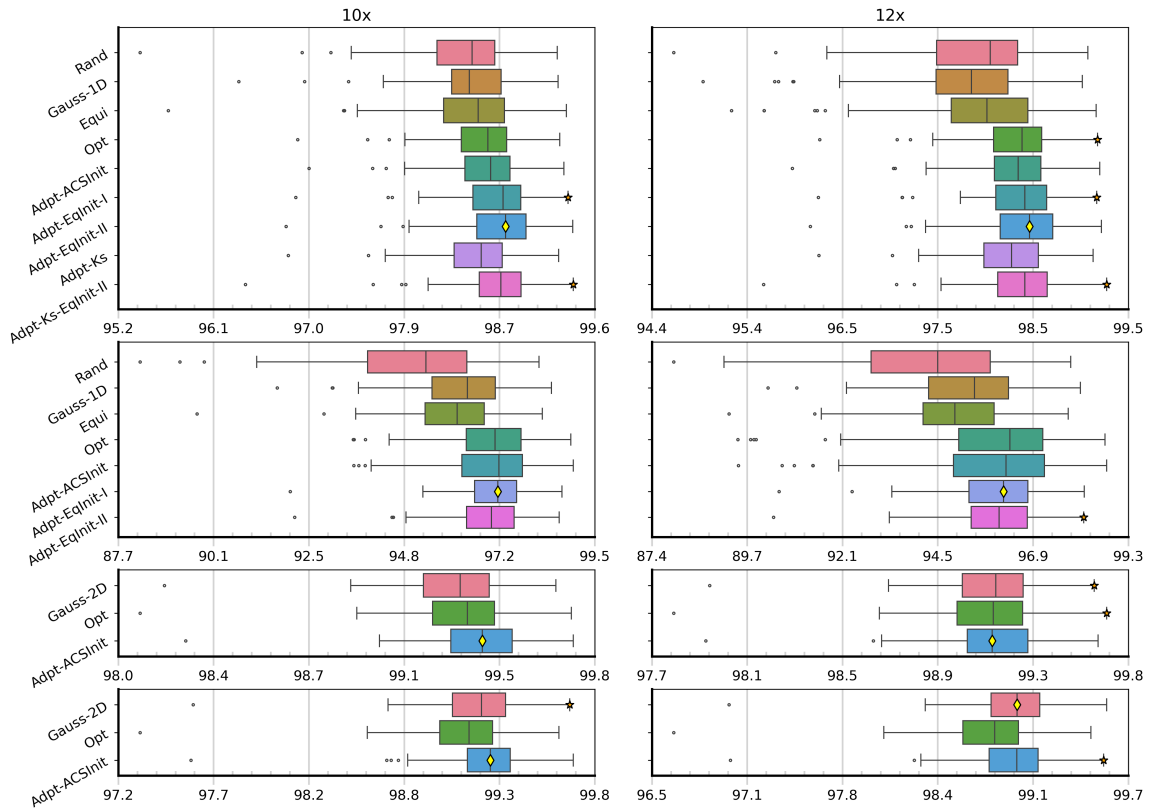 10x
12x
Rand
Gauss-1D
Equi
Opt
Adpt-ACSInit
Adpt-EqInit-I
Adpt-EqInit-II
Adpt-Ks
Adpt-Ks-EqInit-II
95.2 96.1 97.0 97.9 98.7 99.6
94.4 95.4 96.5 97.5 98.5 99.5
Rand
Gauss-1D
Equi
Opt
Adpt-ACSInit
Adpt-EqInit-I
Adpt-EqInit-II
87.7 90.1 92.5 94.8 97.2 99.5
87.4 89.7 92.1 94.5 96.9 99.3
Gauss-2D
Opt
Adpt-ACSInit
98.0 98.4 98.7 99.1 99.5 99.8
97.7 98.1 98.5 98.9 99.3 99.8
Gauss-2D
Opt
Adpt-ACSInit
97.2 97.7 98.2 98.8 99.3 99.8
96.5 97.1 97.8 98.4 99.1 99.7